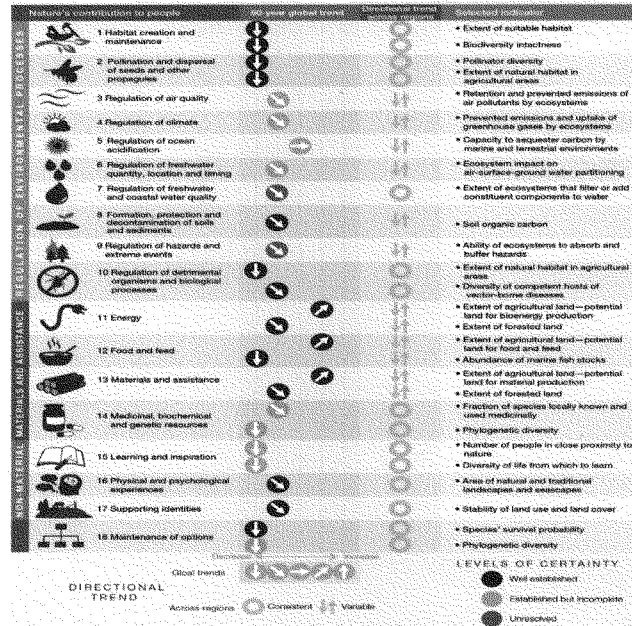 Nature's contribution to people
50 year global trend
Directional trend
across regions
Selected indicator
REGULATION OF ENVIRONMENTAL PROCESSES
1 Habitat creation and
maintenance
• Extent of suitable habitat
• Biodiversity intactness
2 Pollination and dispersal
of seeds and other
propagules
• Pollinator diversity
• Extent of natural habitat in
agricultural areas
3 Regulation of air quality
• Retention and prevented emissions of
air pollutants by ecosystems
4 Regulation of climate
• Prevented emissions and uptake of
greenhouse gases by ecosystems
5 Regulation of ocean
acidification
• Capacity to sequester carbon by
marine and terrestrial environments
6 Regulation of freshwater
quantity, location and timing
• Ecosystem impact on
air-surface-ground water partitioning
7 Regulation of freshwater
and coastal water quality
• Extent of ecosystems that filter or add
constituent components to water
8 Formation, protection and
decontamination of soils
and sediments
• Soil organic carbon
9 Regulation of hazards and
extreme events
• Ability of ecosystems to absorb and
buffer hazards
10 Regulation of detrimental
organisms and biological
processes
• Extent of natural habitat in agricultural
areas
• Diversity of competent hosts of
vector-borne diseases
MATERIALS AND ASSISTANCE
11 Energy
• Extent of agricultural land—potential
land for bioenergy production
• Extent of forested land
12 Food and feed
• Extent of agricultural land—potential
land for food and feed
• Abundance of marine fish stocks
13 Materials and assistance
• Extent of agricultural land—potential
land for material production
• Extent of forested land
14 Medicinal, biochemical
and genetic resources
• Fraction of species locally known and
used medicinally
• Phylogenetic diversity
NON-MATERIAL
15 Learning and inspiration
• Number of people in close proximity to
nature
• Diversity of life from which to learn
16 Physical and psychological
experiences
• Area of natural and traditional
landscapes and seascapes
17 Supporting identities
• Stability of land use and land cover
18 Maintenance of options
• Species' survival probability
• Phylogenetic diversity
DIRECTIONAL
TREND
Decrease
Increase
Gloal trends
Across regions
Consistent
Variable
LEVELS OF CERTAINTY
Well established
Established but incomplete
Unresolved